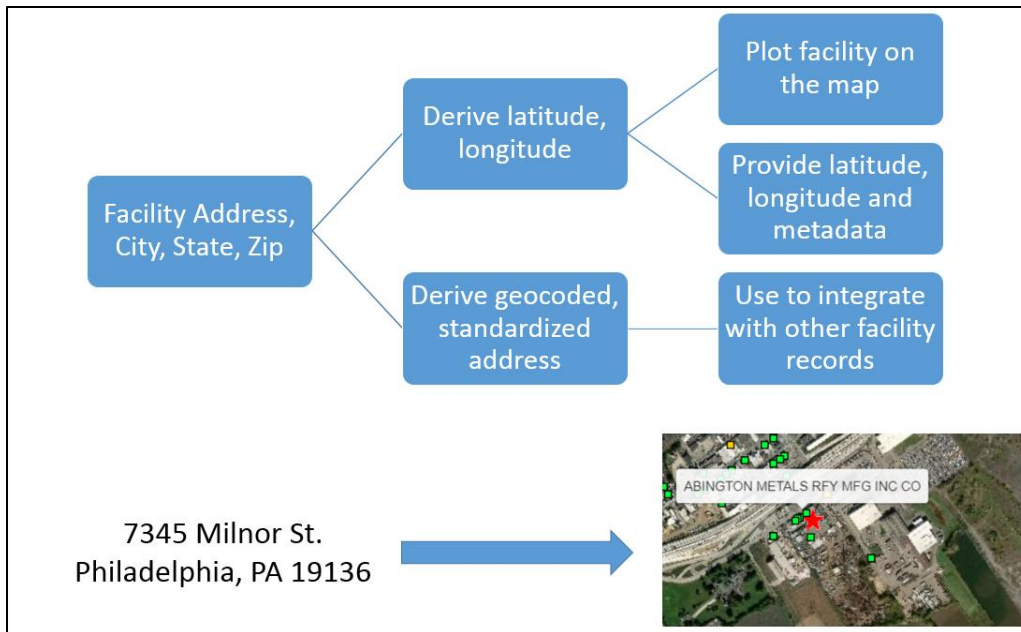 Plot facility on
the map
Derive latitude,
longitude
Provide latitude,
longitude and
metadata
Facility Address,
City, State, Zip
Derive geocoded,
standardized
address
Use to integrate
with other facility
records
ABINGTON METALS RFY MFG INC CO
7345 Milnor St.
Philadelphia, PA 19136